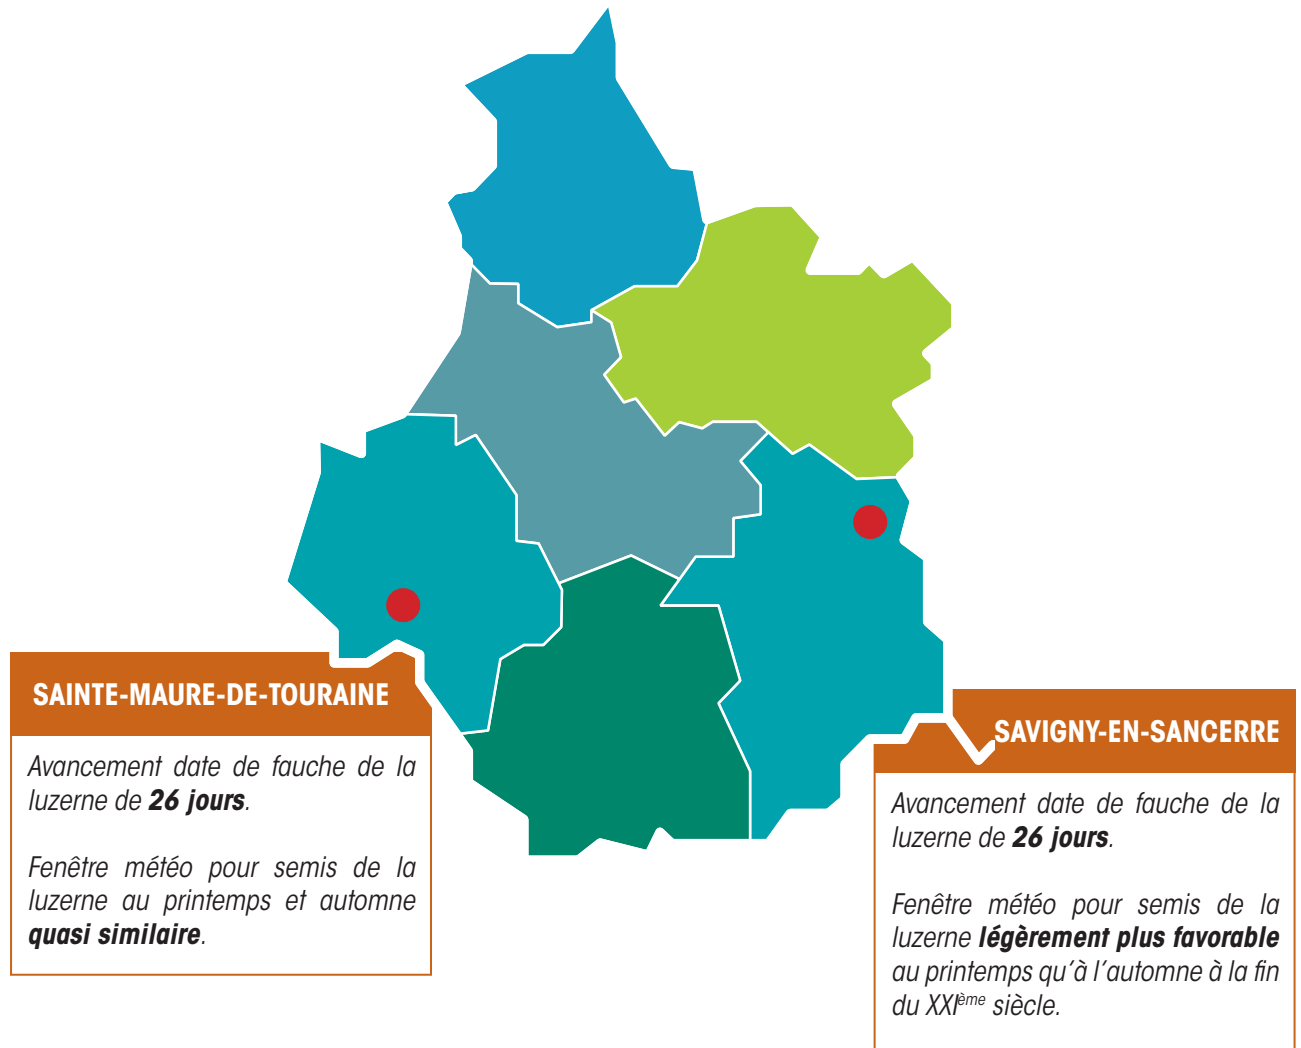 SAINTE-MAURE-DE-TOURAINE
Avancement date de fauche de la
luzerne de 26 jours.
Fenêtre météo pour semis de la
luzerne au printemps et automne
quasi similaire.
SAVIGNY-EN-SANCERRE
Avancement date de fauche de la
luzerne de 26 jours.
Fenêtre météo pour semis de la
luzerne légèrement plus favorable
au printemps qu'à l'automne à la fin
du XXIème siècle.